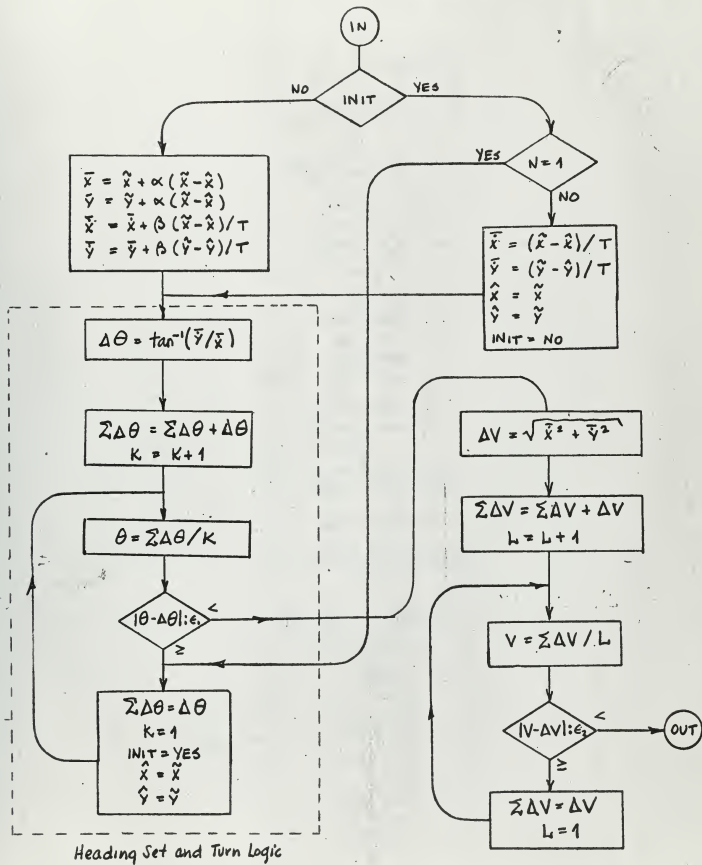 IN
INIT
NO
YES
x̄ = x̂ + α (x̃ - x̂)
ȳ = ỹ + α (x̃ - x̂)
ẋ̄ = ẋ̄ + β (x̃ - x̂) / T
ẏ̄ = ẏ̄ + β (ỹ - ŷ) / T
YES
N = 1
NO
ẋ̄ = (x̃ - x̂) / T
ẏ̄ = (ỹ - ŷ) / T
x̂ = x̃
ŷ = ỹ
INIT = NO
Δθ = tan⁻¹(ẏ̄/ẋ̄)
ΣΔθ = ΣΔθ + Δθ
K = K+1
θ = ΣΔθ / K
|θ-Δθ|:ε₁
<
≥
ΣΔθ = Δθ
K = 1
INIT = YES
x̂ = x̃
ŷ = ỹ
Heading Set and Turn Logic
ΔV = √ẋ̄² + ẏ̄²
ΣΔV = ΣΔV + ΔV
L = L + 1
V = ΣΔV / L
|V-ΔV|:ε₂
<
OUT
≥
ΣΔV = ΔV
L = 1